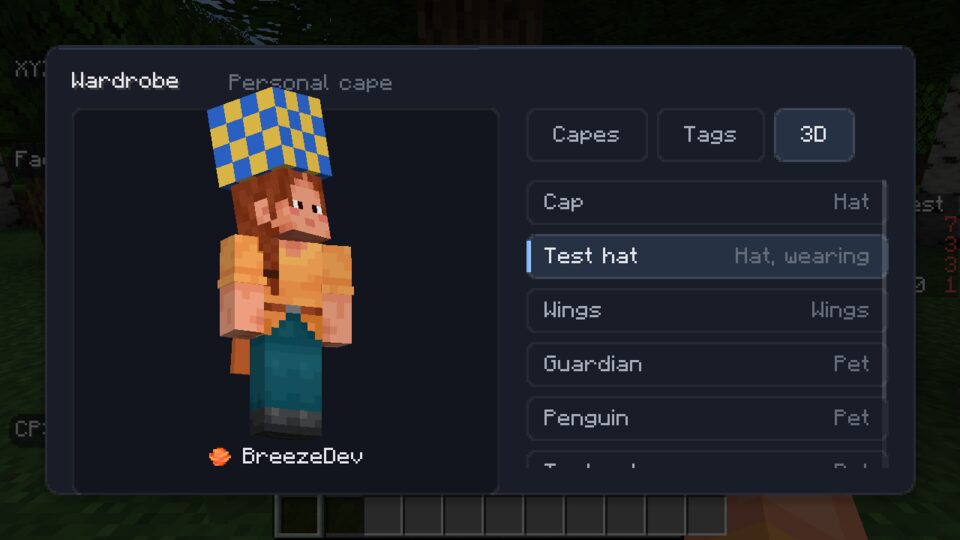 Wardrobe
Personal cape
XYZ
Capes
Tags
3D
Cap
Hat
Test hat
Hat, wearing
Wings
Wings
Guardian
Pet
Penguin
Pet
BreezeDev